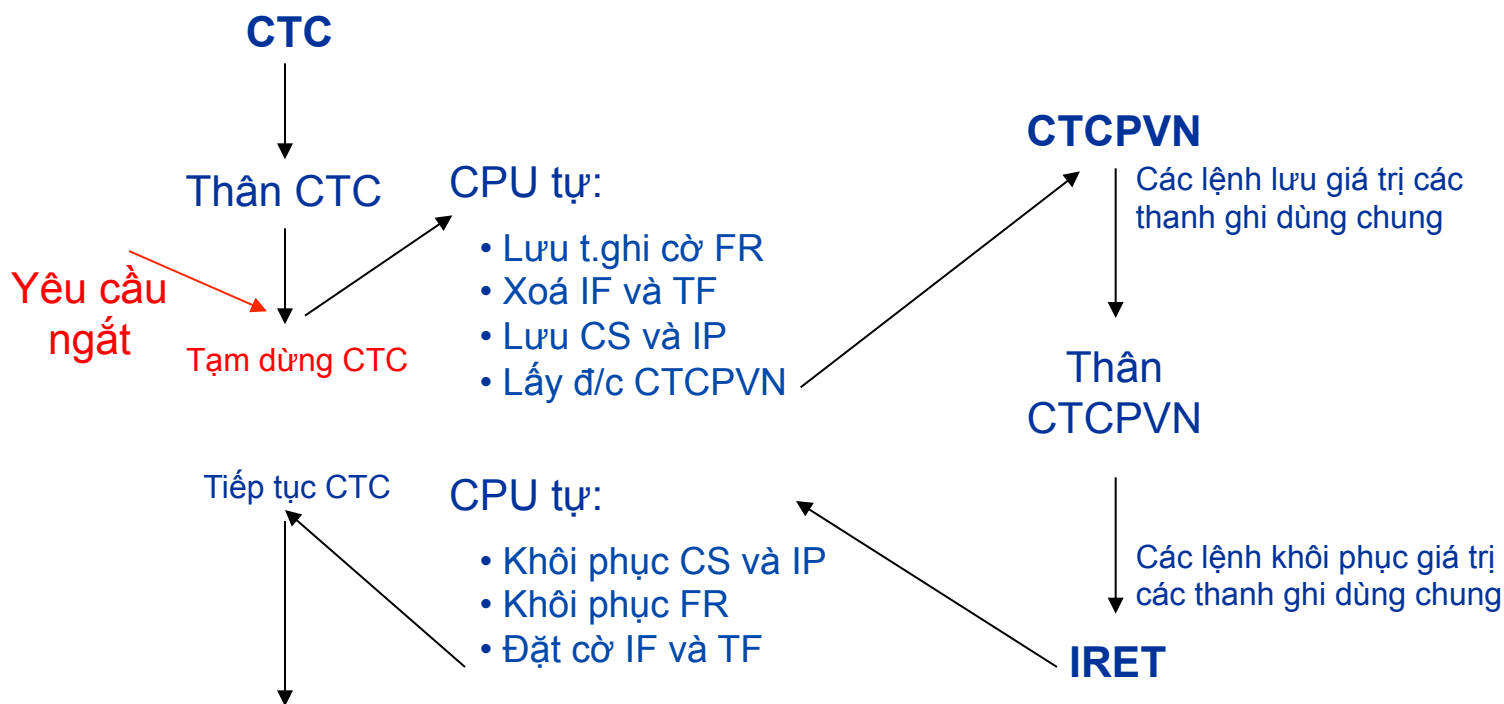 CTC
Thân CTC
Yêu cầu
ngắt
Tạm dừng CTC
CPU tự:
• Lưu t.ghi cờ FR
• Xoá IF và TF
• Lưu CS và IP
• Lấy đ/c CTCPVN
CTCPVN
Các lệnh lưu giá trị các
thanh ghi dùng chung
Thân
CTCPVN
Các lệnh khôi phục giá trị
các thanh ghi dùng chung
IRET
CPU tự:
• Khôi phục CS và IP
• Khôi phục FR
• Đặt cờ IF và TF
Tiếp tục CTC